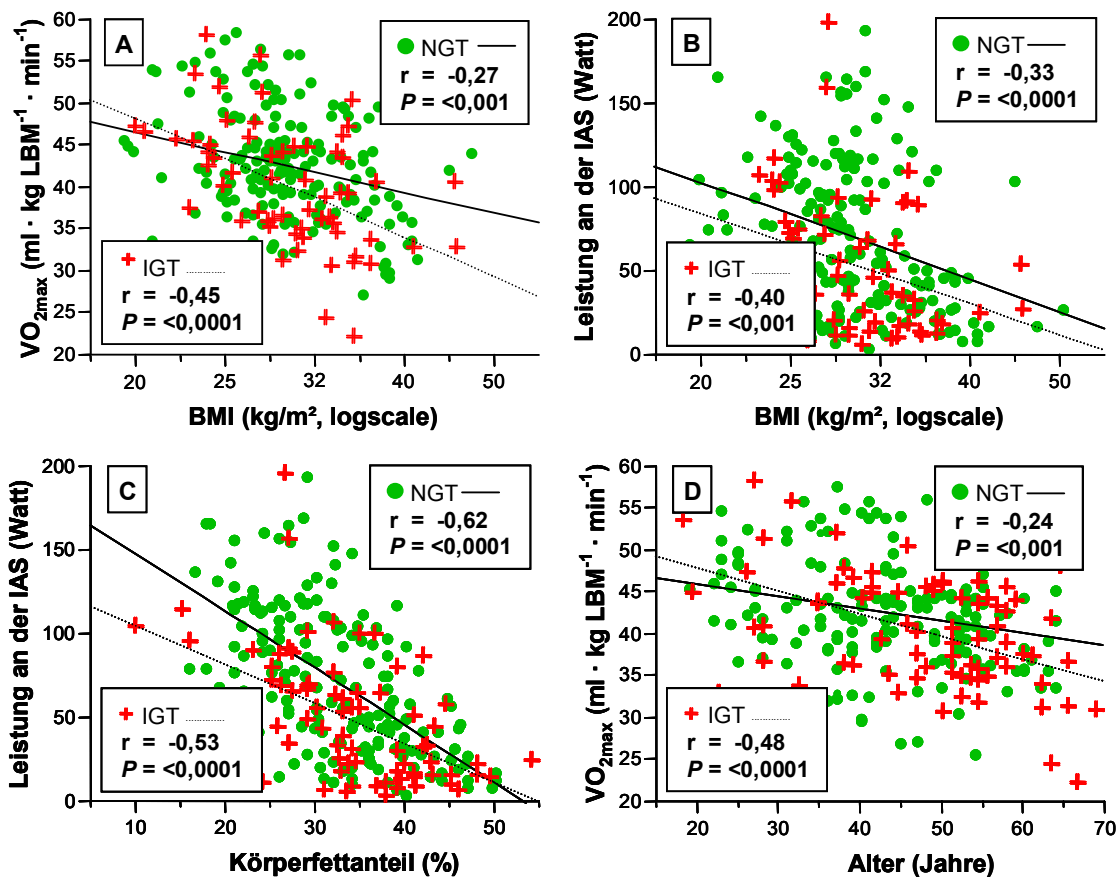 A
NGT
r = -0,27
P = <0,001
IGT
r = -0,45
P = <0,0001
VO2max (ml · kg LBM⁻¹ · min⁻¹)
60
55
50
45
40
35
30
25
20
20 25 32 40 50
BMI (kg/m², logscale)
B
NGT
r = -0,33
P = <0,0001
IGT
r = -0,40
P = <0,001
Leistung an der IAS (Watt)
200
150
100
50
0
20 25 32 40 50
BMI (kg/m², logscale)
C
NGT
r = -0,62
P = <0,0001
IGT
r = -0,53
P = <0,0001
Leistung an der IAS (Watt)
200
150
100
50
0
10 20 30 40 50
Körperfettanteil (%)
D
NGT
r = -0,24
P = <0,001
IGT
r = -0,48
P = <0,0001
VO2max (ml · kg LBM⁻¹ · min⁻¹)
60
55
50
45
40
35
30
25
20
20 30 40 50 60 70
Alter (Jahre)